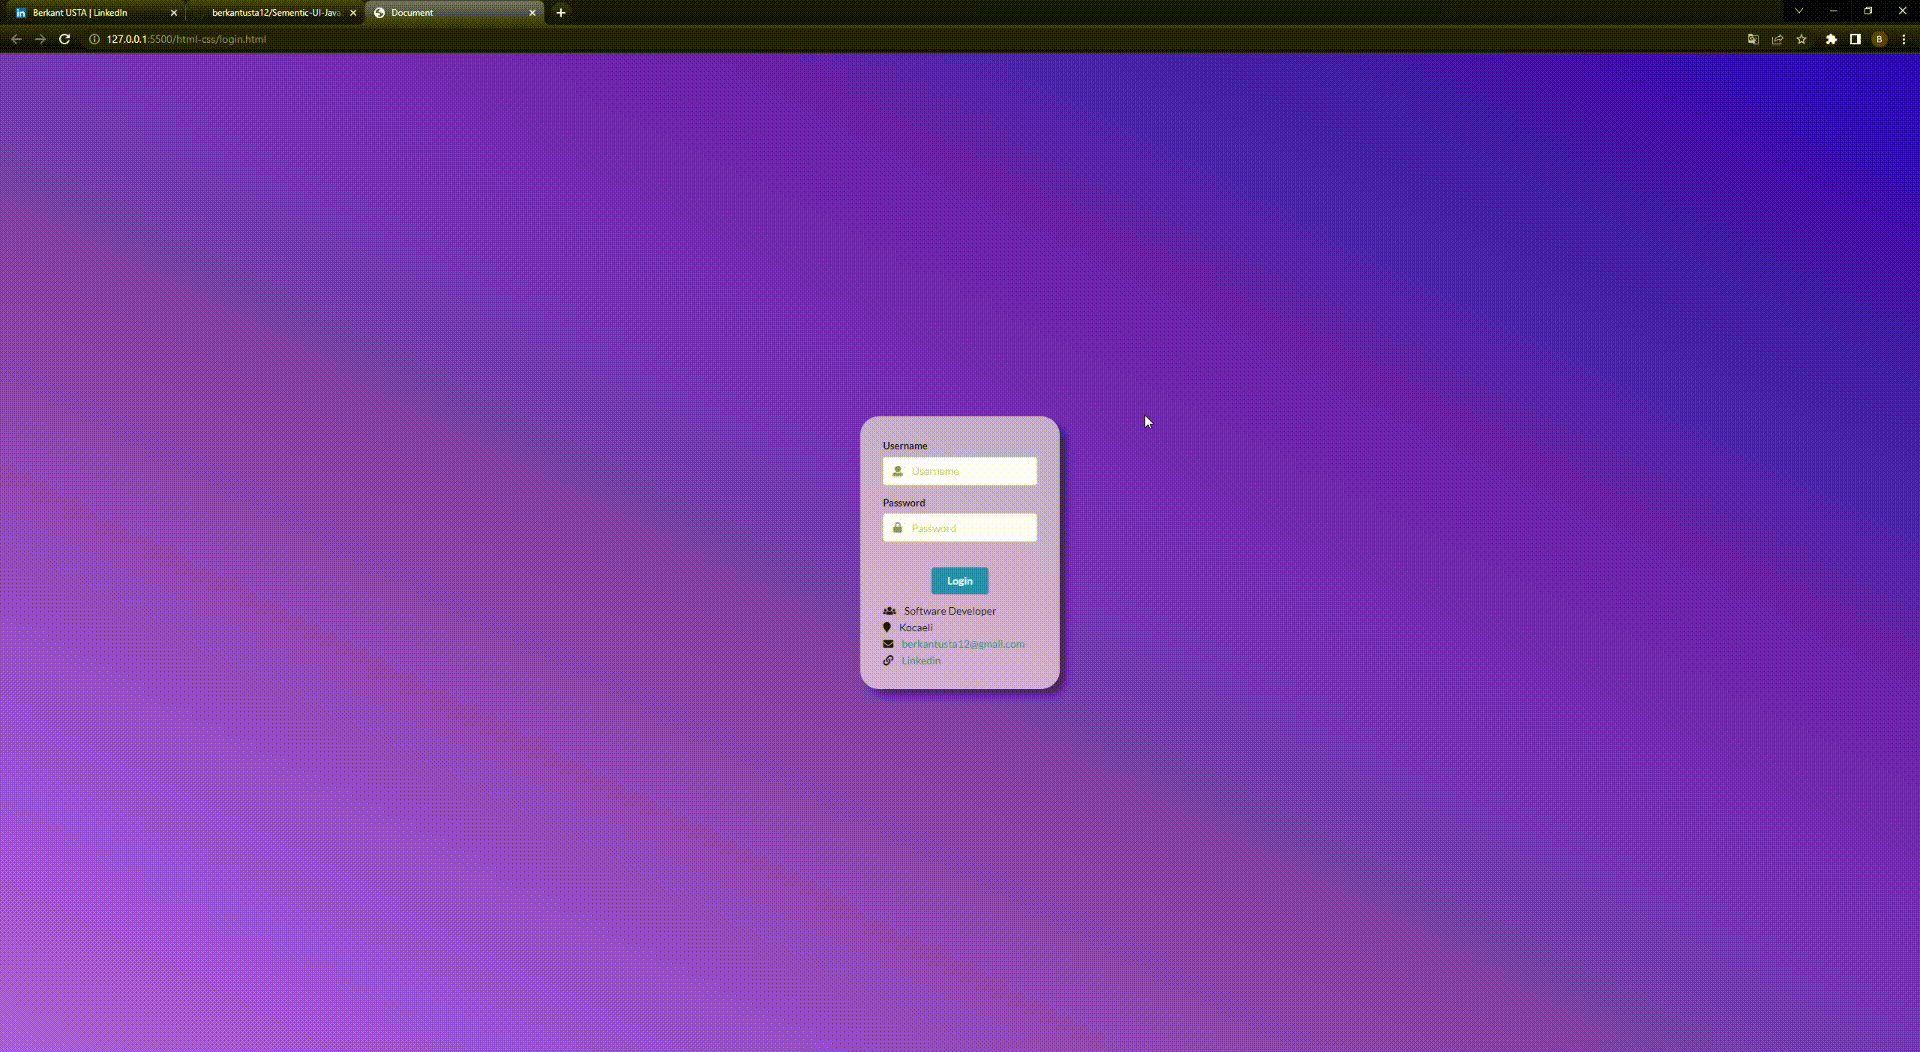 Berkant USTA | LinkedIn
berkantusta12/Sementic-UI-Java
Document
127.0.0.1:5500/html-css/login.html
B
Username
Username
Password
Password
Login
Software Developer
Kocaeli
berkantusta12@gmail.com
Linkedin